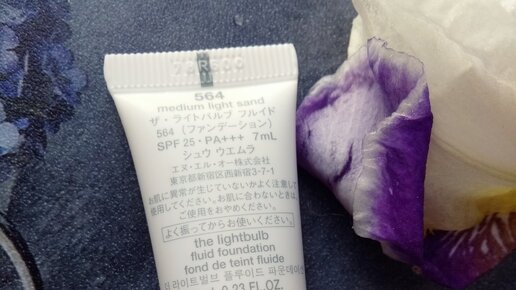 564
medium light sand
ザ・ライトバルブ フルイド
564 〔ファンデーション〕
SPF 25・PA+++ 7mL
シュウ ウエムラ
エヌ・エル・オー株式会社
東京都新宿区西新宿3-7-1
お肌に異常が生じていないかよく注意して
使用してください。お肌に合わないときは、
ご使用をおやめください。
よく振ってからお使いください。
the lightbulb
fluid foundation
fond de teint fluide
더 라이트벌브 플루이드 파운데이션
0.23 FL.OZ.